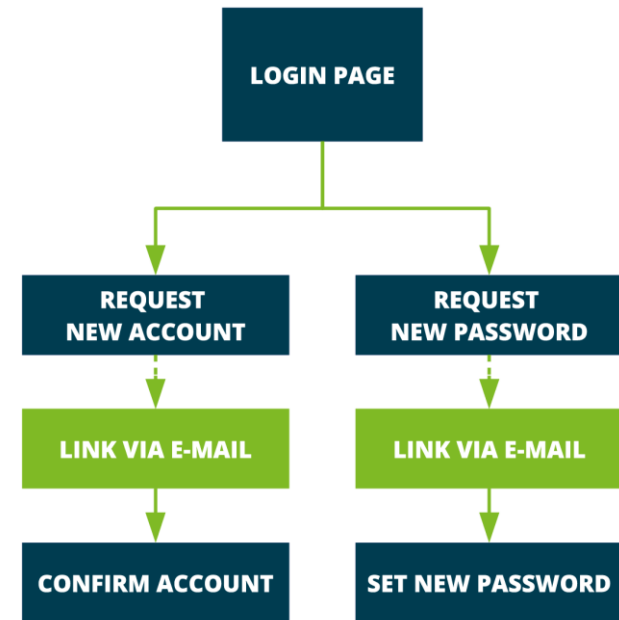 LOGIN PAGE
REQUEST
NEW ACCOUNT
REQUEST
NEW PASSWORD
LINK VIA E-MAIL
LINK VIA E-MAIL
CONFIRM ACCOUNT
SET NEW PASSWORD